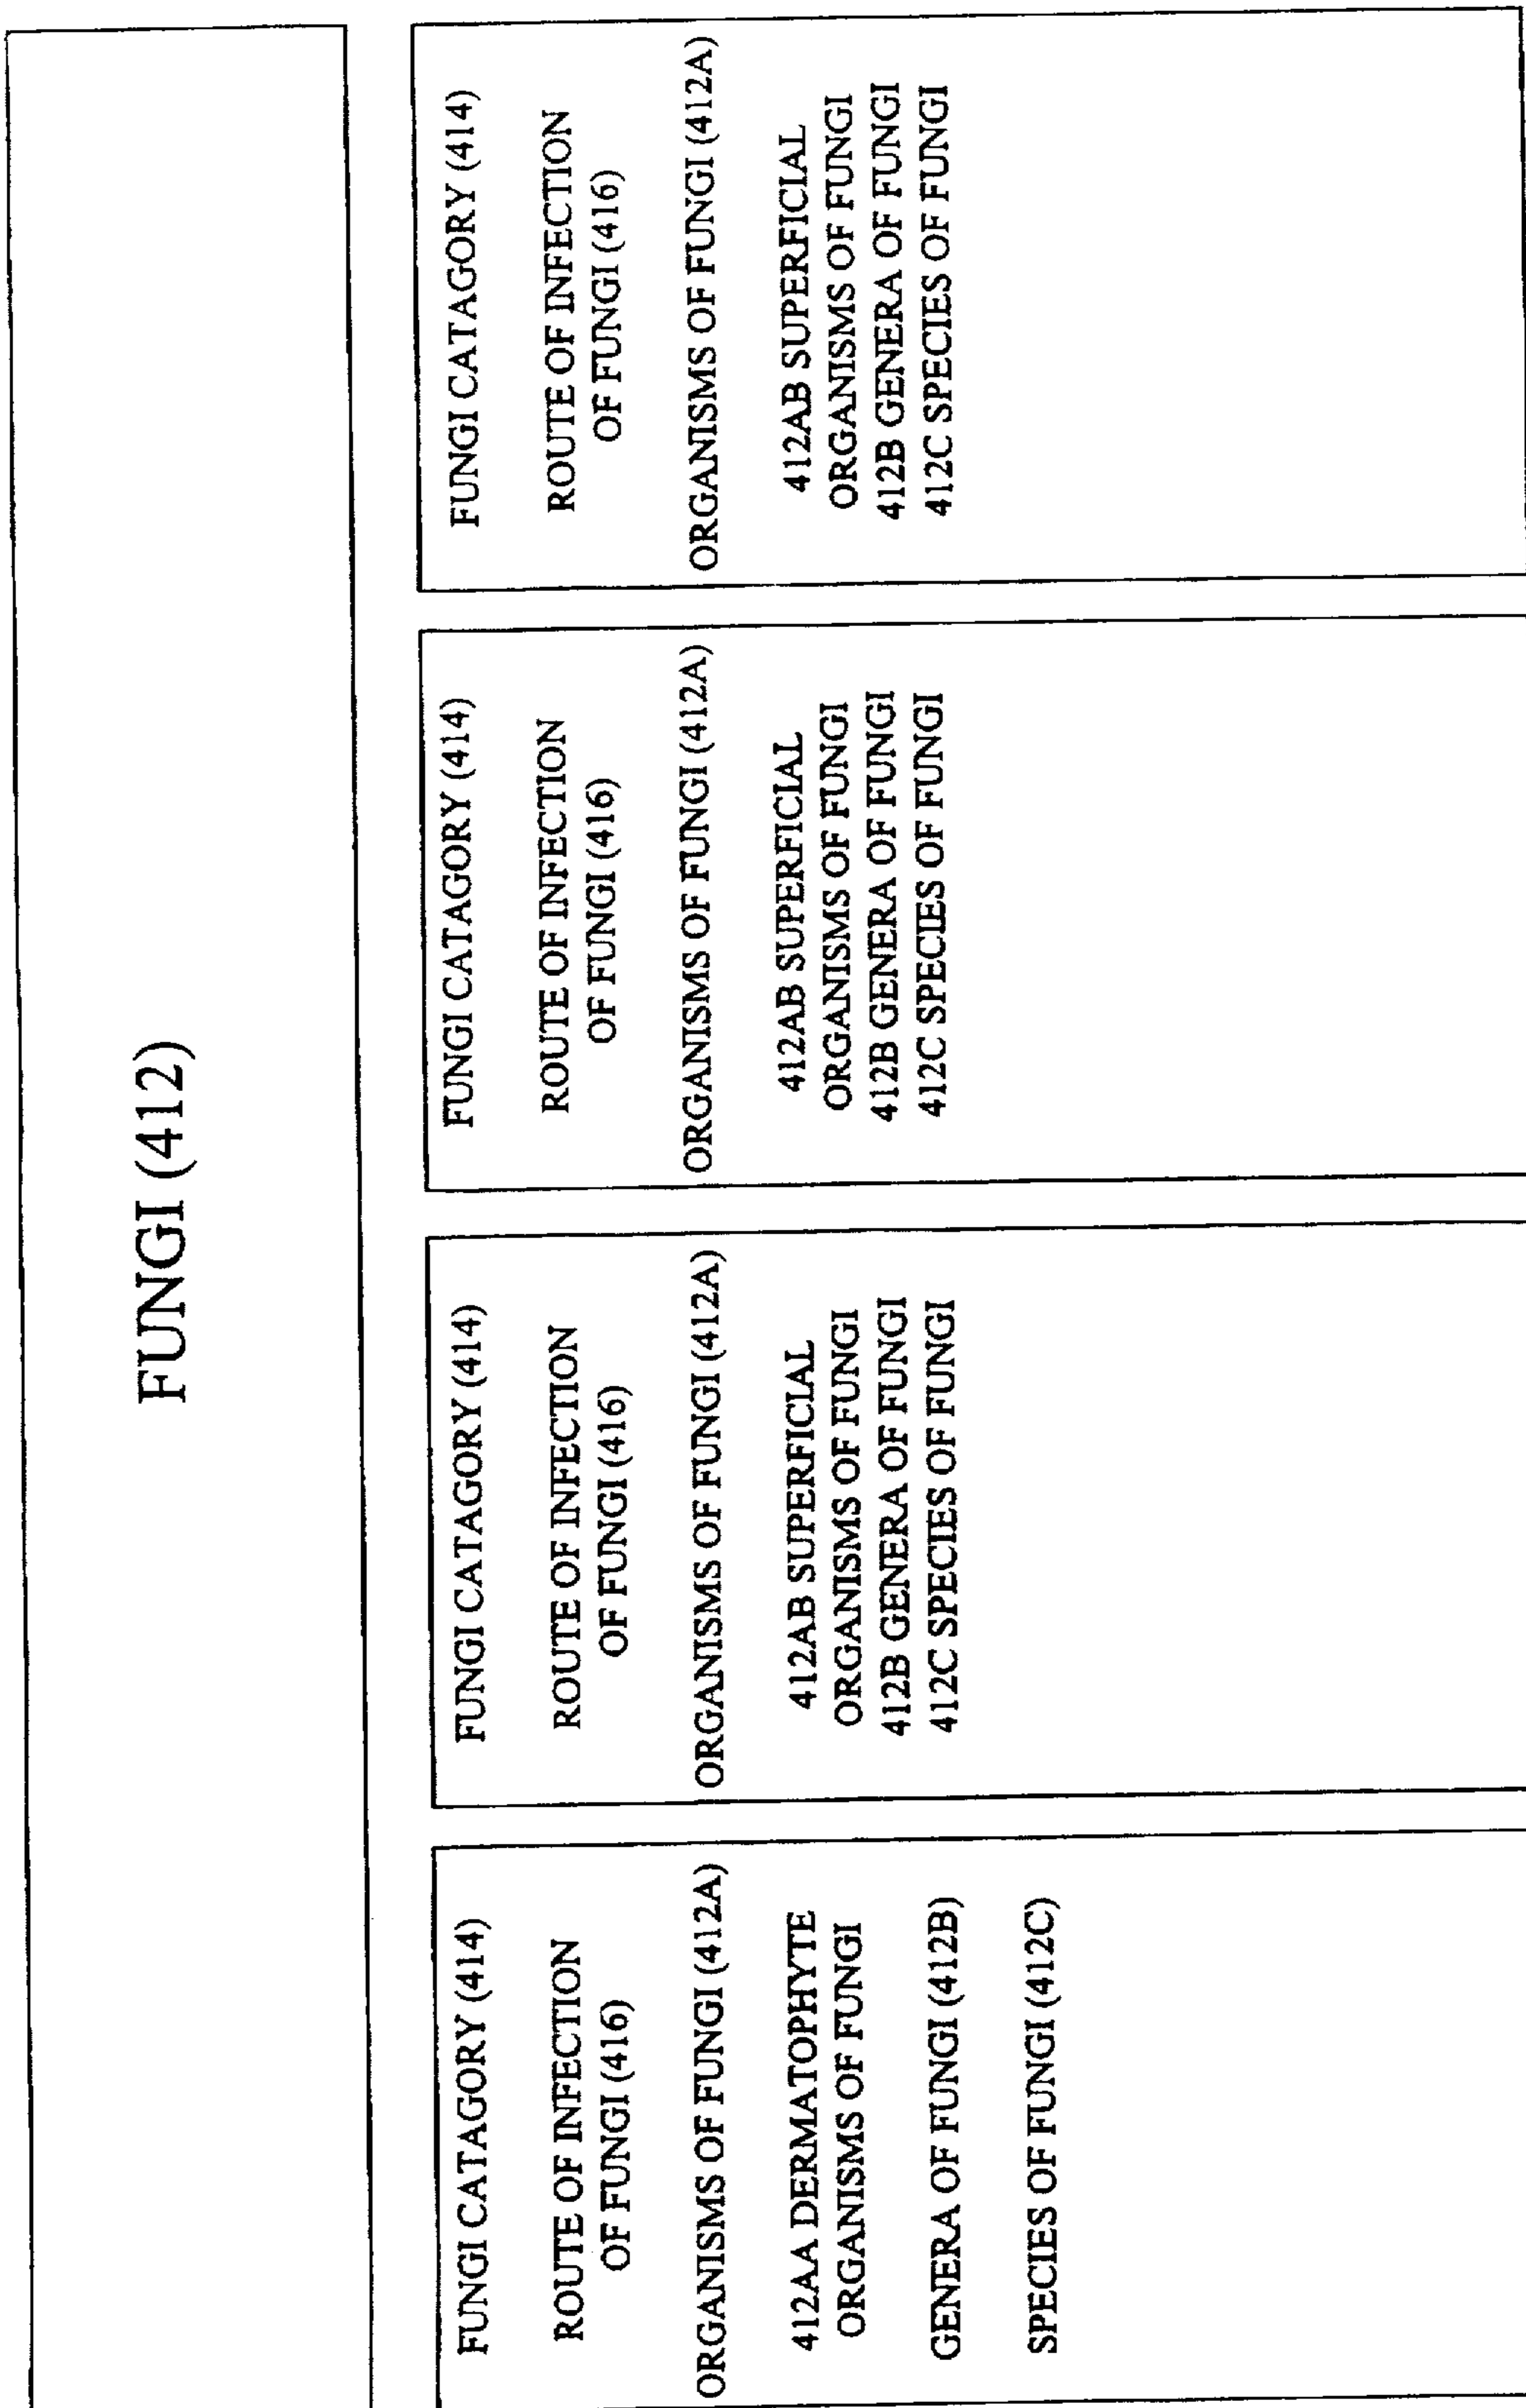 FUNGI (412)
FUNGI CATAGORY (414)
ROUTE OF INFECTION
OF FUNGI (416)
ORGANISMS OF FUNGI (412A)
412AA DERMATOPHYTE
ORGANISMS OF FUNGI
GENERA OF FUNGI (412B)
SPECIES OF FUNGI (412C)
FUNGI CATAGORY (414)
ROUTE OF INFECTION
OF FUNGI (416)
ORGANISMS OF FUNGI (412A)
412AB SUPERFICIAL
ORGANISMS OF FUNGI
412B GENERA OF FUNGI
412C SPECIES OF FUNGI
FUNGI CATAGORY (414)
ROUTE OF INFECTION
OF FUNGI (416)
ORGANISMS OF FUNGI (412A)
412AB SUPERFICIAL
ORGANISMS OF FUNGI
412B GENERA OF FUNGI
412C SPECIES OF FUNGI
FUNGI CATAGORY (414)
ROUTE OF INFECTION
OF FUNGI (416)
ORGANISMS OF FUNGI (412A)
412AB SUPERFICIAL
ORGANISMS OF FUNGI
412B GENERA OF FUNGI
412C SPECIES OF FUNGI